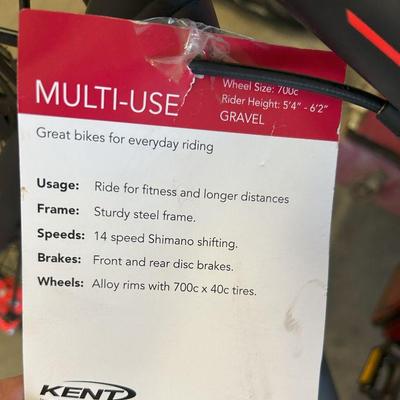 MULTI-USE
Wheel Size: 700c
Rider Height: 5'4" - 6'2"
GRAVEL
Great bikes for everyday riding
Usage: Ride for fitness and longer distances
Frame: Sturdy steel frame.
Speeds: 14 speed Shimano shifting.
Brakes: Front and rear disc brakes.
Wheels: Alloy rims with 700c x 40c tires.
KENT